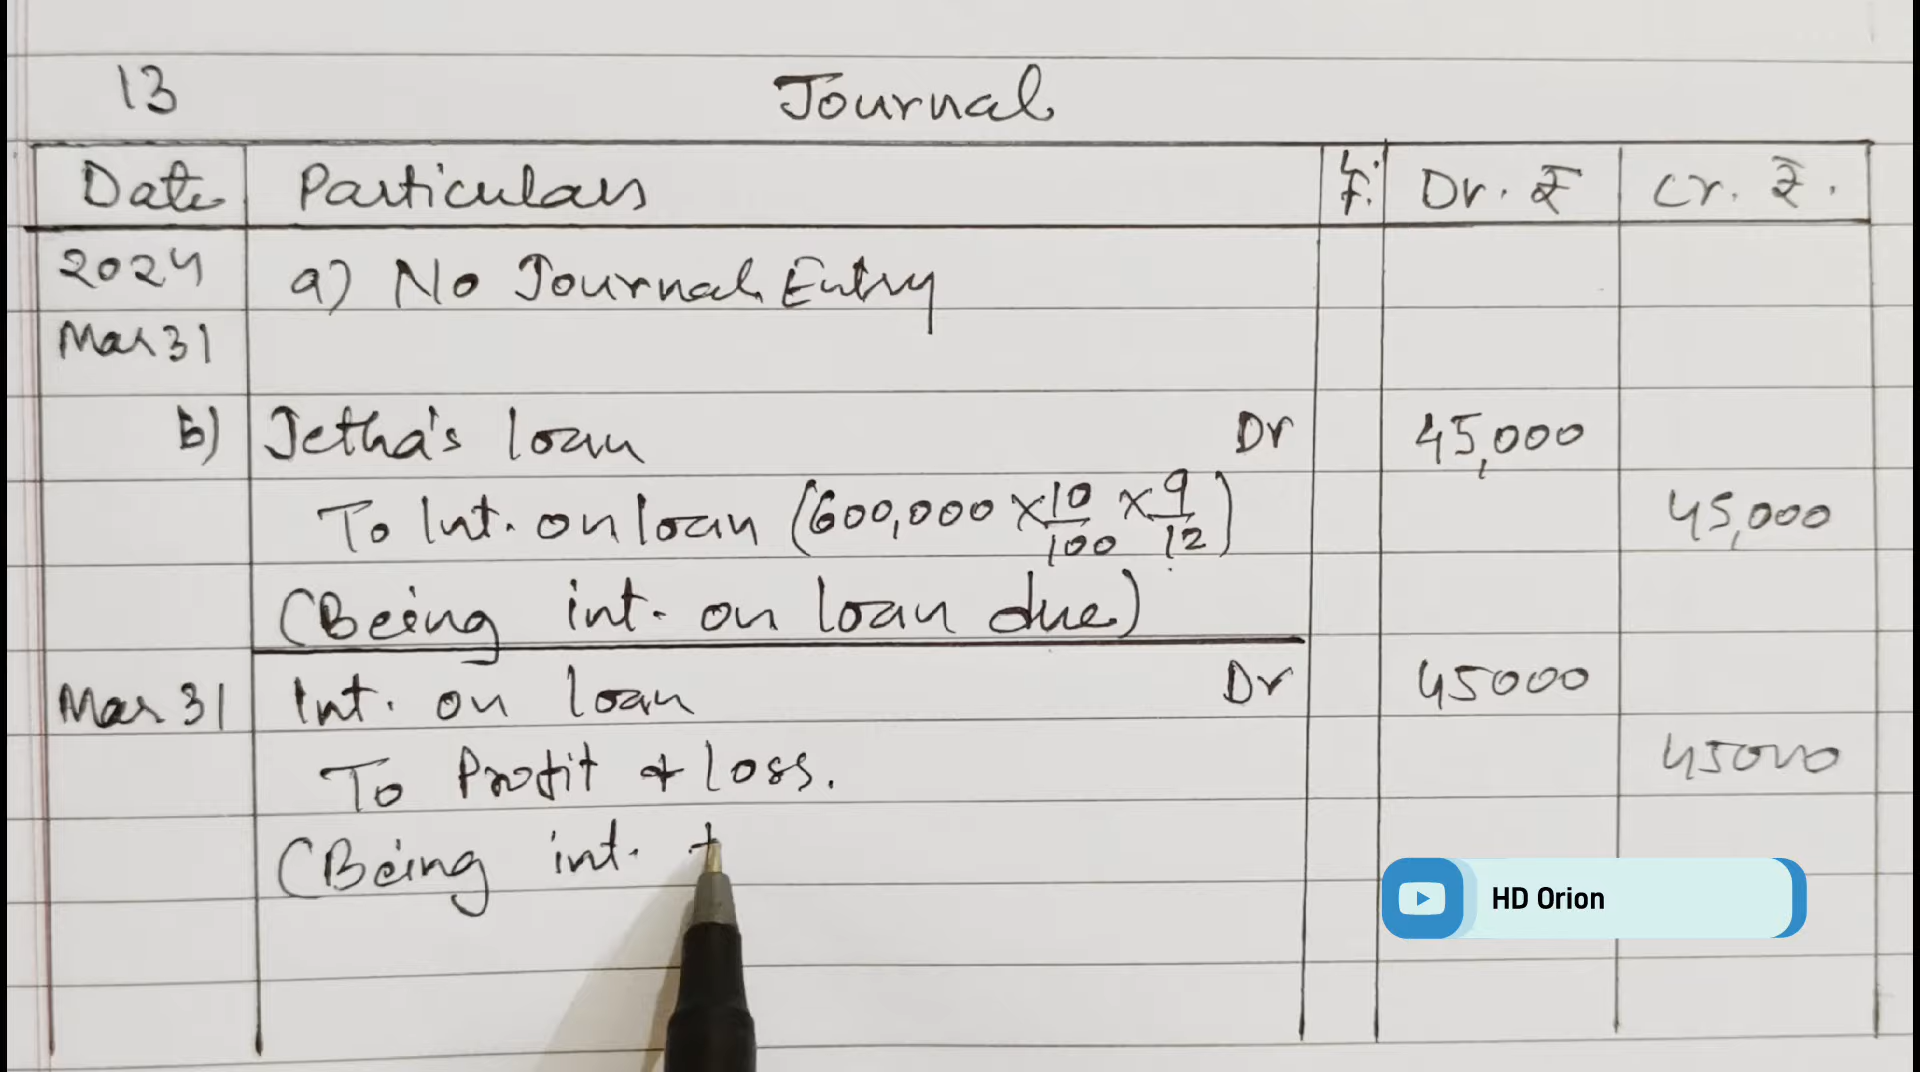 13 Journal
Date Particulars L.F. Dr. ₹ Cr. ₹.
2024 a) No Journal Entry
Mar 31
b) Jetha's loan Dr 45,000
To Int. on loan (600,000 × 10/100 × 9/12) 45,000
(Being int. on loan due)
Mar 31 Int. on loan Dr 45000
To Profit & loss. 45000
(Being int. t
HD Orion